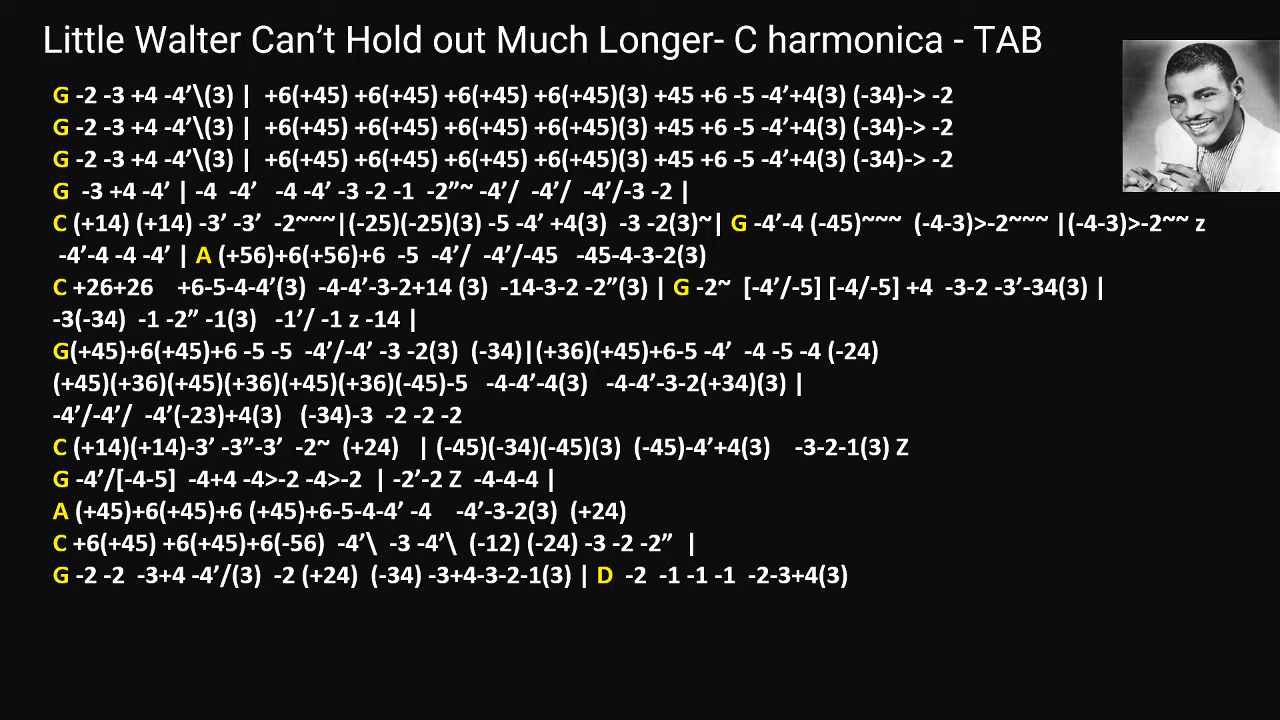 Little Walter Can’t Hold out Much Longer- C harmonica - TAB
G -2 -3 +4 -4’\(3) | +6(+45) +6(+45) +6(+45) +6(+45)(3) +45 +6 -5 -4’+4(3) (-34)-> -2
G -2 -3 +4 -4’\(3) | +6(+45) +6(+45) +6(+45) +6(+45)(3) +45 +6 -5 -4’+4(3) (-34)-> -2
G -2 -3 +4 -4’\(3) | +6(+45) +6(+45) +6(+45) +6(+45)(3) +45 +6 -5 -4’+4(3) (-34)-> -2
G -3 +4 -4’ | -4 -4’ -4 -4’ -3 -2 -1 -2”~ -4’/ -4’/ -4’/-3 -2 |
C (+14) (+14) -3’ -3’ -2~~~|(-25)(-25)(3) -5 -4’ +4(3) -3 -2(3)~| G -4’-4 (-45)~~~ (-4-3)>-2~~~ |(-4-3)>-2~~ z
-4’-4 -4 -4’ | A (+56)+6(+56)+6 -5 -4’/ -4’/-45 -45-4-3-2(3)
C +26+26 +6-5-4-4’(3) -4-4’-3-2+14 (3) -14-3-2 -2”(3) | G -2~ [-4’/-5] [-4/-5] +4 -3-2 -3’-34(3) |
-3(-34) -1 -2” -1(3) -1’/ -1 z -14 |
G(+45)+6(+45)+6 -5 -5 -4’/-4’ -3 -2(3) (-34)|(+36)(+45)+6-5 -4’ -4 -5 -4 (-24)
(+45)(+36)(+45)(+36)(+45)(+36)(-45)-5 -4-4’-4(3) -4-4’-3-2(+34)(3) |
-4’/-4’/ -4’(-23)+4(3) (-34)-3 -2 -2 -2
C (+14)(+14)-3’ -3”-3’ -2~ (+24) | (-45)(-34)(-45)(3) (-45)-4’+4(3) -3-2-1(3) Z
G -4’/[-4-5] -4+4 -4>-2 -4>-2 | -2’-2 Z -4-4-4 |
A (+45)+6(+45)+6 (+45)+6-5-4-4’ -4 -4’-3-2(3) (+24)
C +6(+45) +6(+45)+6(-56) -4’\ -3 -4’\ (-12) (-24) -3 -2 -2” |
G -2 -2 -3+4 -4’/(3) -2 (+24) (-34) -3+4-3-2-1(3) | D -2 -1 -1 -1 -2-3+4(3)